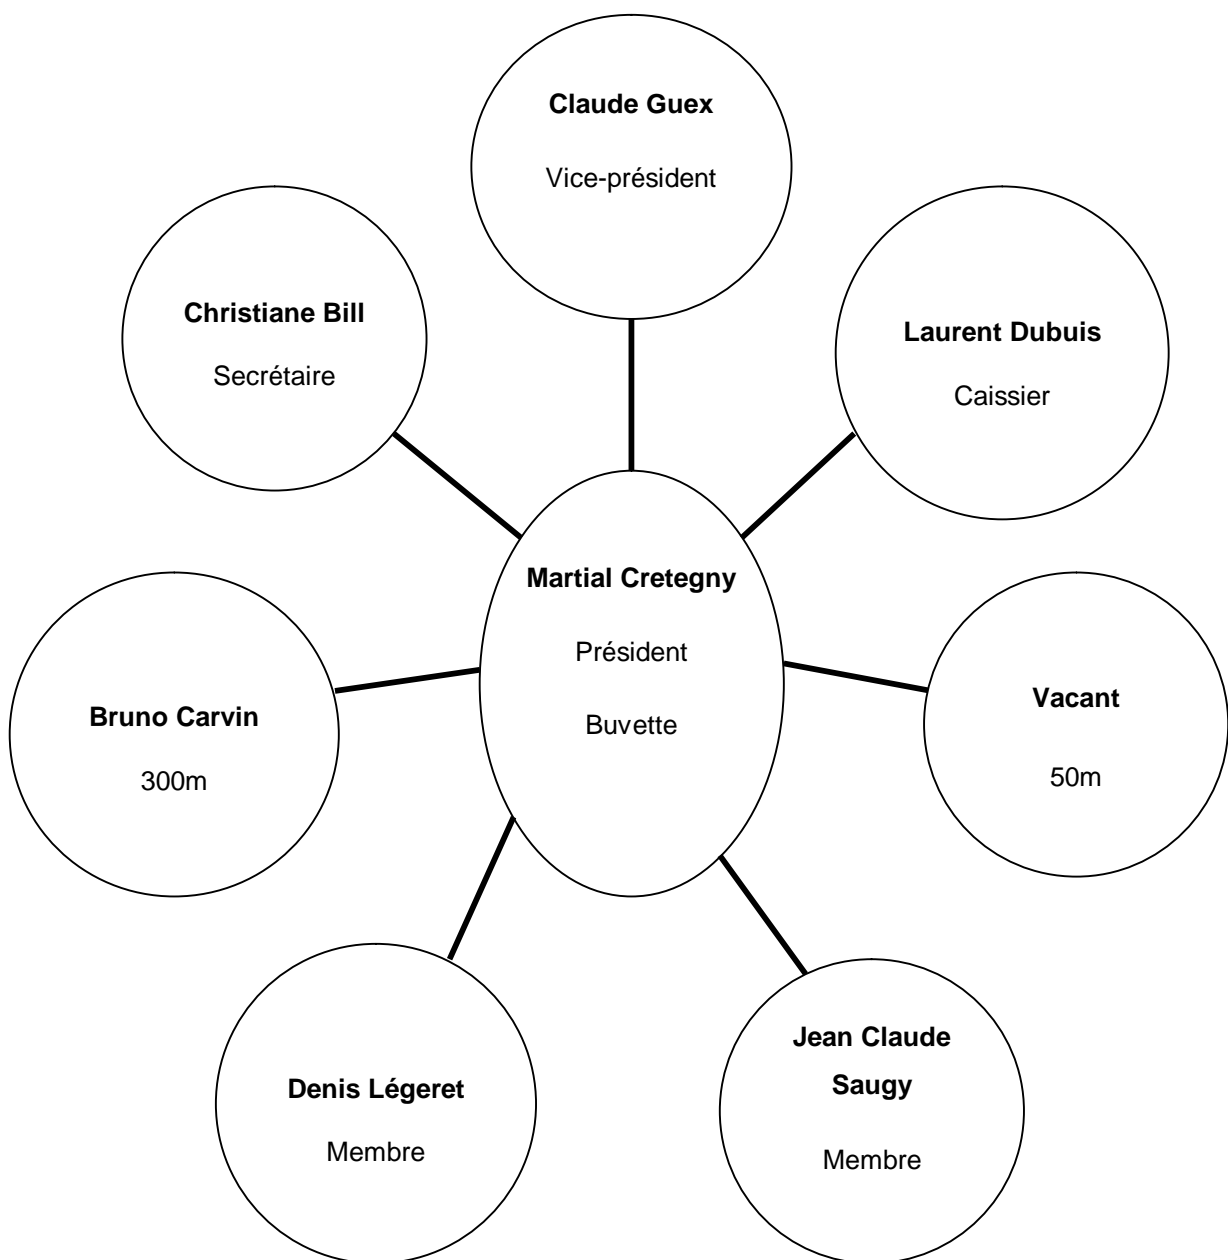 Claude Guex
Vice-président
Christiane Bill
Secrétaire
Laurent Dubuis
Caissier
Martial Cretegny
Président
Buvette
Bruno Carvin
300m
Vacant
50m
Denis Légeret
Membre
Jean Claude
Saugy
Membre